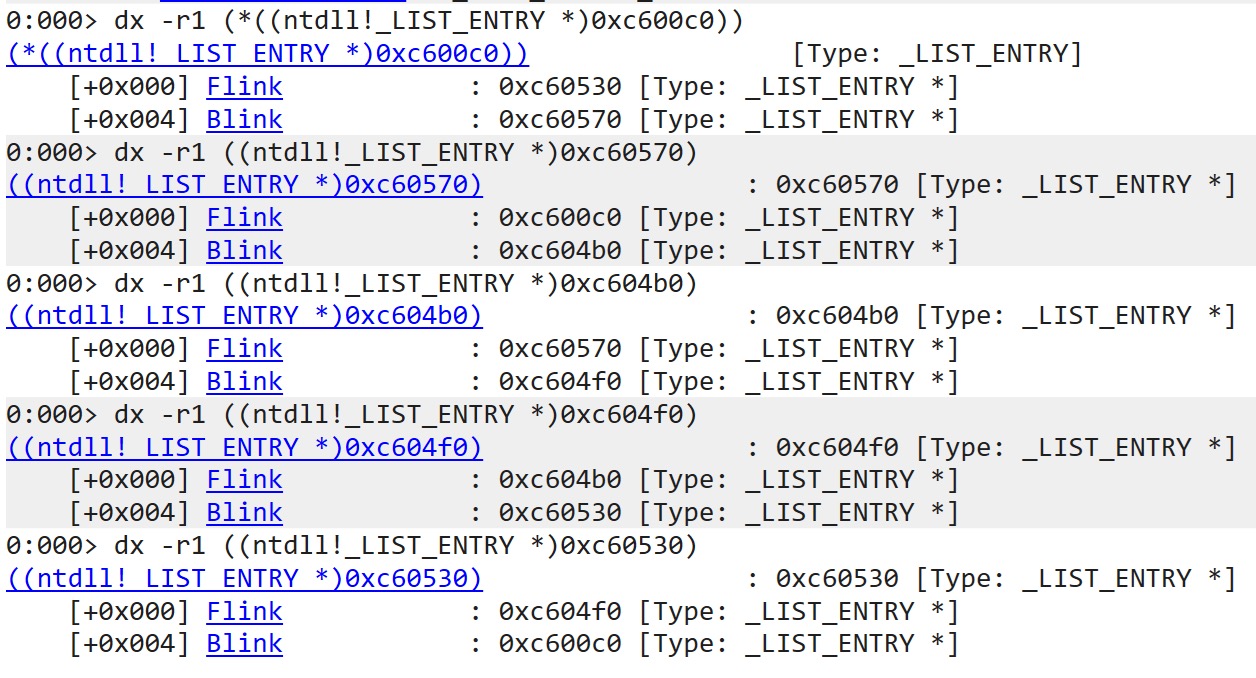 0:000> dx -r1 (*((ntdll!_LIST_ENTRY *)0xc600c0))
(*((ntdll!_LIST_ENTRY *)0xc600c0)) [Type: _LIST_ENTRY]
[+0x000] Flink : 0xc60530 [Type: _LIST_ENTRY *]
[+0x004] Blink : 0xc60570 [Type: _LIST_ENTRY *]
0:000> dx -r1 ((ntdll!_LIST_ENTRY *)0xc60570)
((ntdll!_LIST_ENTRY *)0xc60570) : 0xc60570 [Type: _LIST_ENTRY *]
[+0x000] Flink : 0xc600c0 [Type: _LIST_ENTRY *]
[+0x004] Blink : 0xc604b0 [Type: _LIST_ENTRY *]
0:000> dx -r1 ((ntdll!_LIST_ENTRY *)0xc604b0)
((ntdll!_LIST_ENTRY *)0xc604b0) : 0xc604b0 [Type: _LIST_ENTRY *]
[+0x000] Flink : 0xc60570 [Type: _LIST_ENTRY *]
[+0x004] Blink : 0xc604f0 [Type: _LIST_ENTRY *]
0:000> dx -r1 ((ntdll!_LIST_ENTRY *)0xc604f0)
((ntdll!_LIST_ENTRY *)0xc604f0) : 0xc604f0 [Type: _LIST_ENTRY *]
[+0x000] Flink : 0xc604b0 [Type: _LIST_ENTRY *]
[+0x004] Blink : 0xc60530 [Type: _LIST_ENTRY *]
0:000> dx -r1 ((ntdll!_LIST_ENTRY *)0xc60530)
((ntdll!_LIST_ENTRY *)0xc60530) : 0xc60530 [Type: _LIST_ENTRY *]
[+0x000] Flink : 0xc604f0 [Type: _LIST_ENTRY *]
[+0x004] Blink : 0xc600c0 [Type: _LIST_ENTRY *]